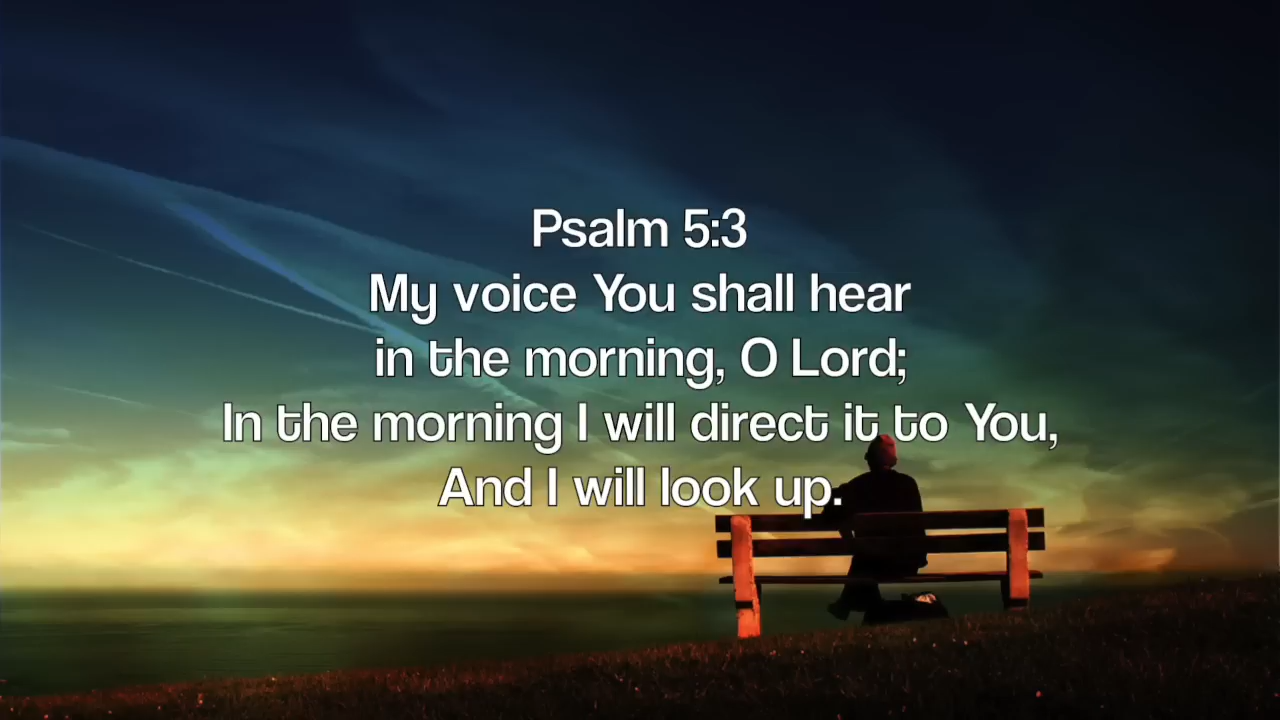 Psalm 5:3
My voice You shall hear
in the morning, O Lord;
In the morning I will direct it to You,
And I will look up.